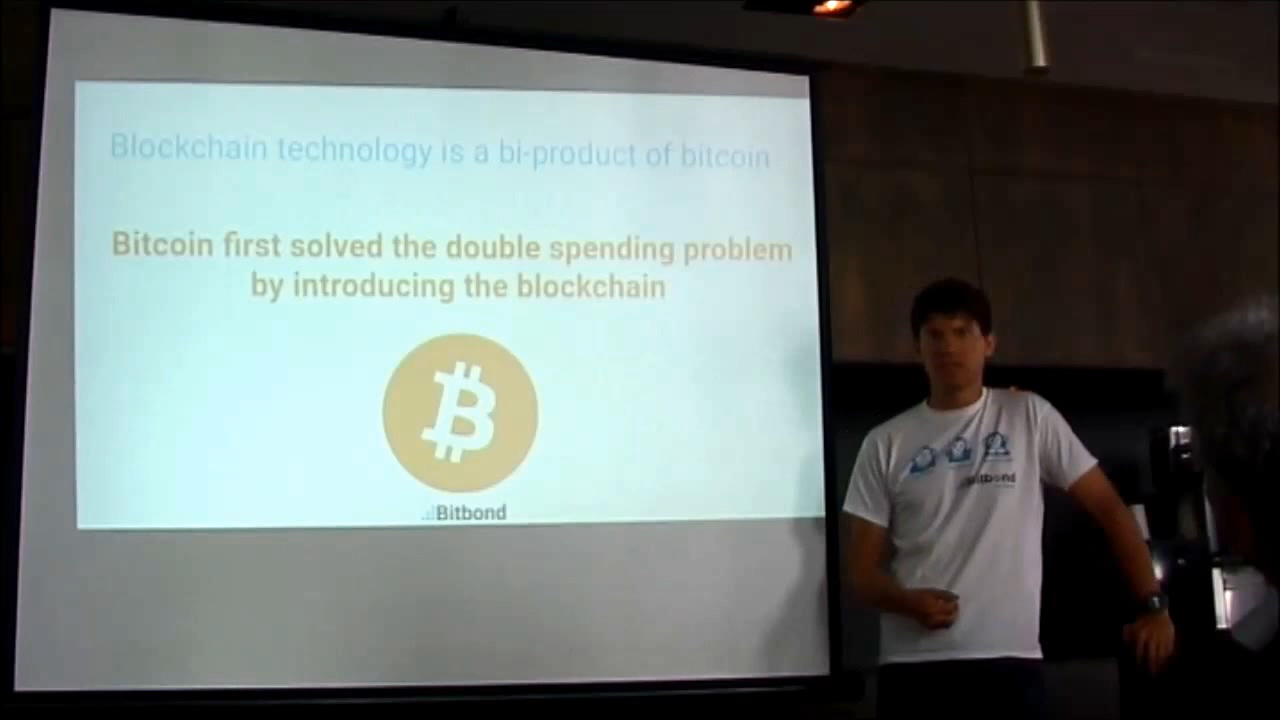 Blockchain technology is a bi-product of bitcoin
Bitcoin first solved the double spending problem
by introducing the blockchain
Bitbond
Bitbond